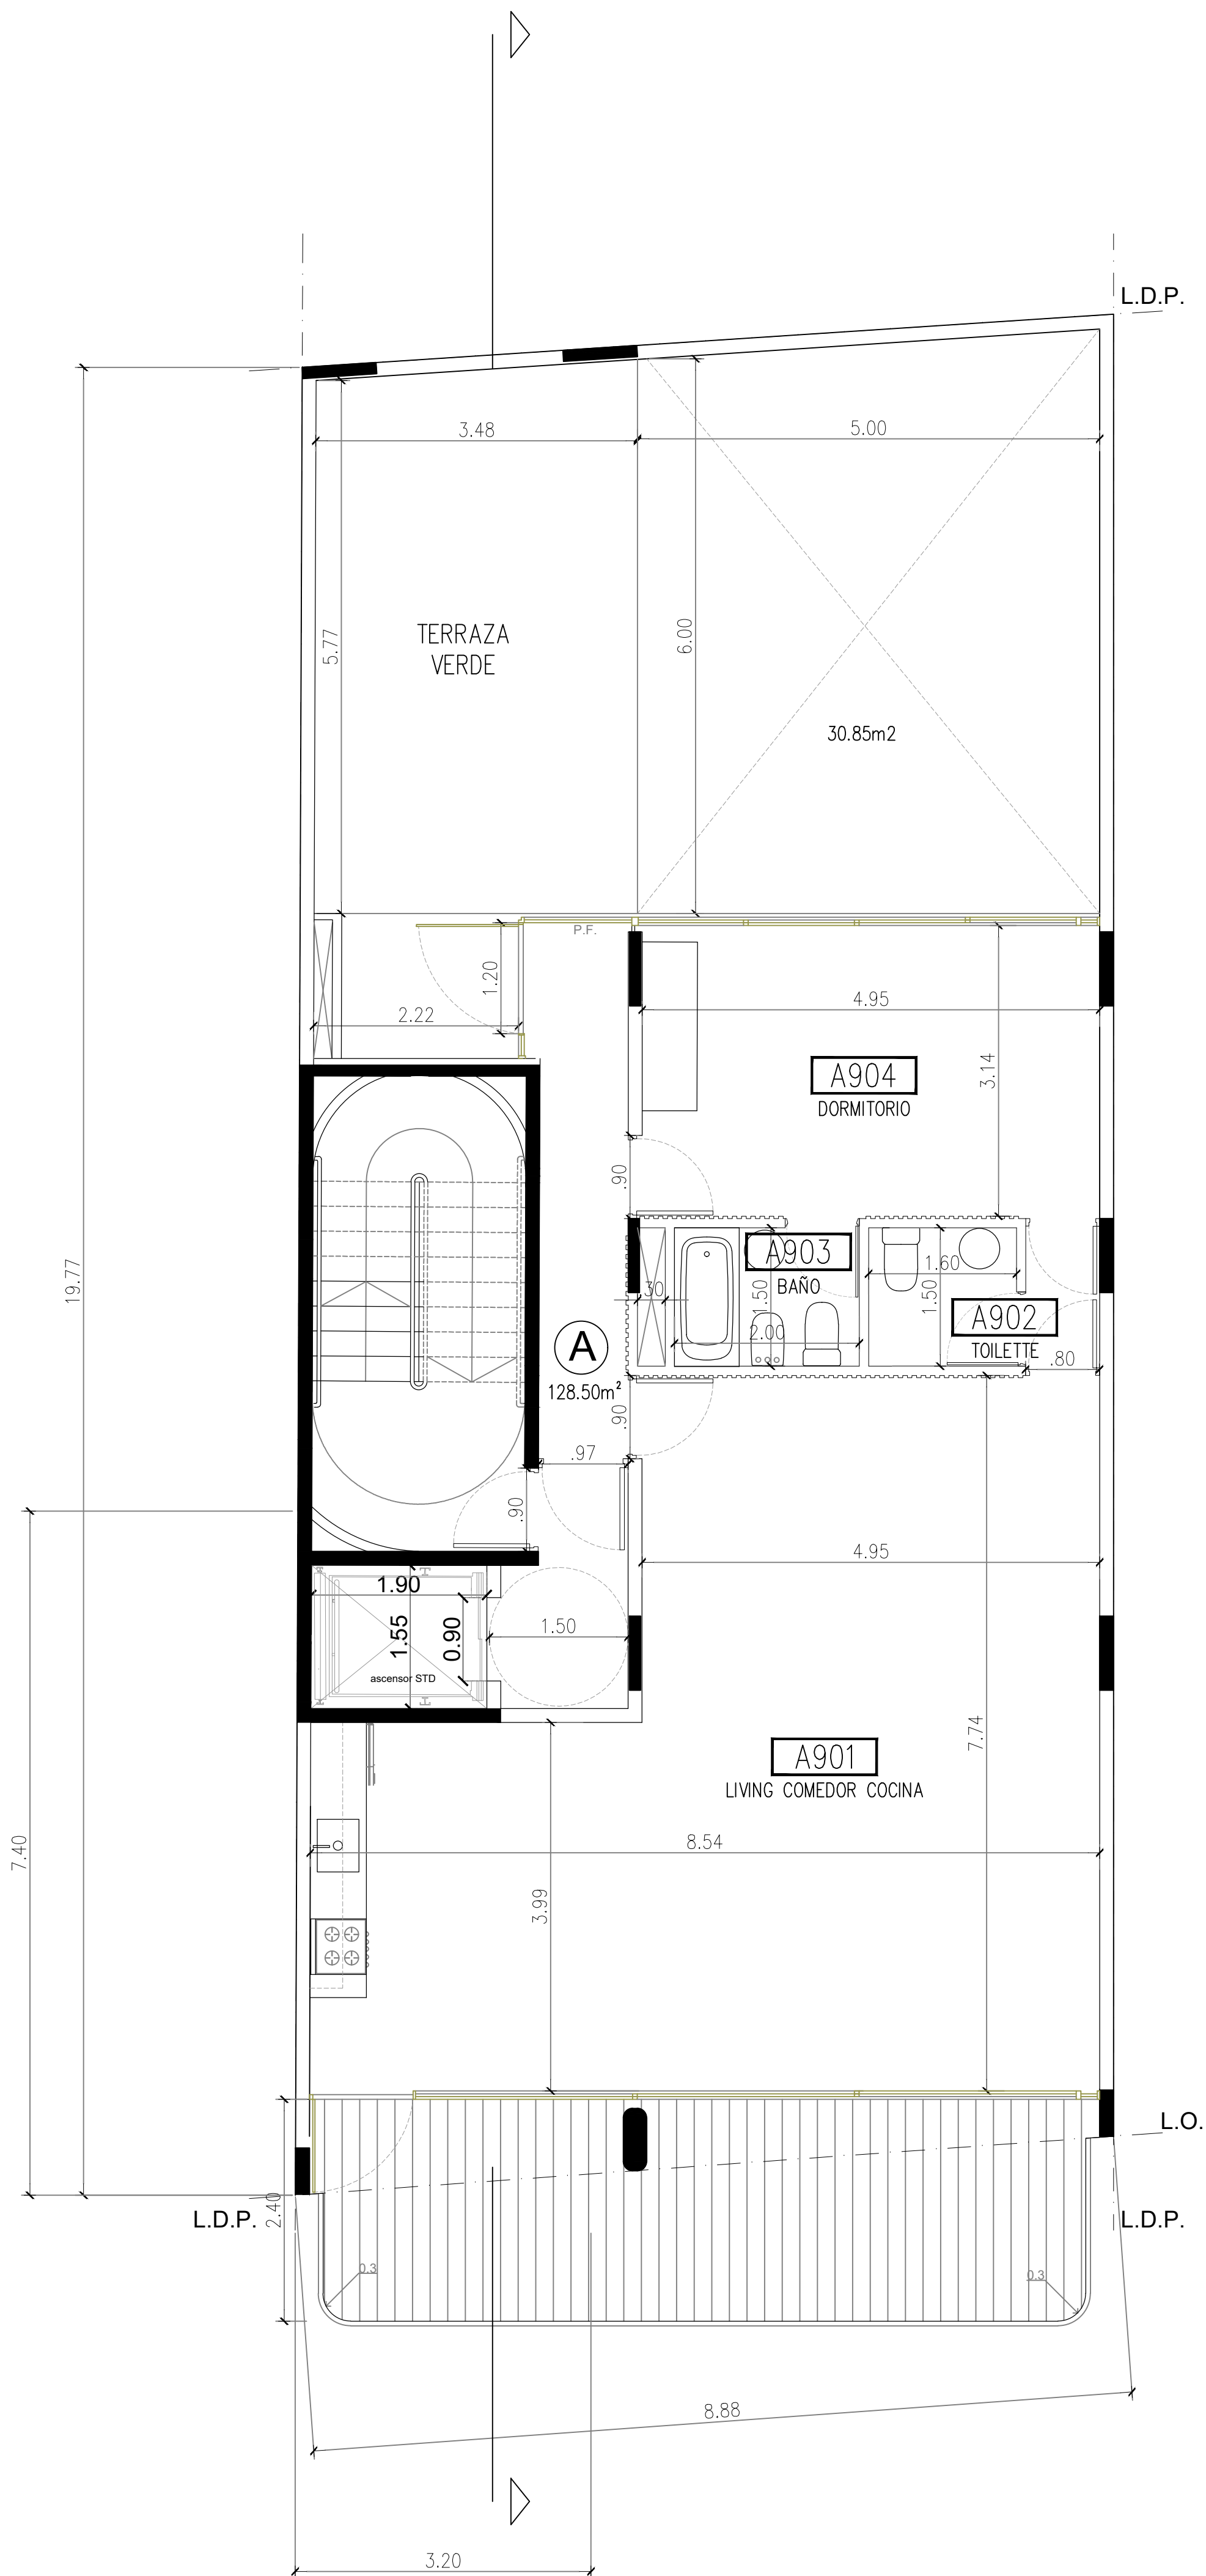 L.D.P.
3.48
5.00
5.77
TERRAZA
VERDE
6.00
30.85m2
P.F.
1.20
2.22
4.95
A904
DORMITORIO
3.14
.90
19.77
A903
BAÑO
.30
1.50
2.00
1.60
1.50
A902
TOILETTE
.80
A
128.50m²
.90
.97
.90
4.95
1.90
1.55
0.90
ascensor STD
1.50
A901
LIVING COMEDOR COCINA
7.74
7.40
8.54
3.99
L.O.
L.D.P.
2.40
L.D.P.
0.3
0.3
8.88
3.20